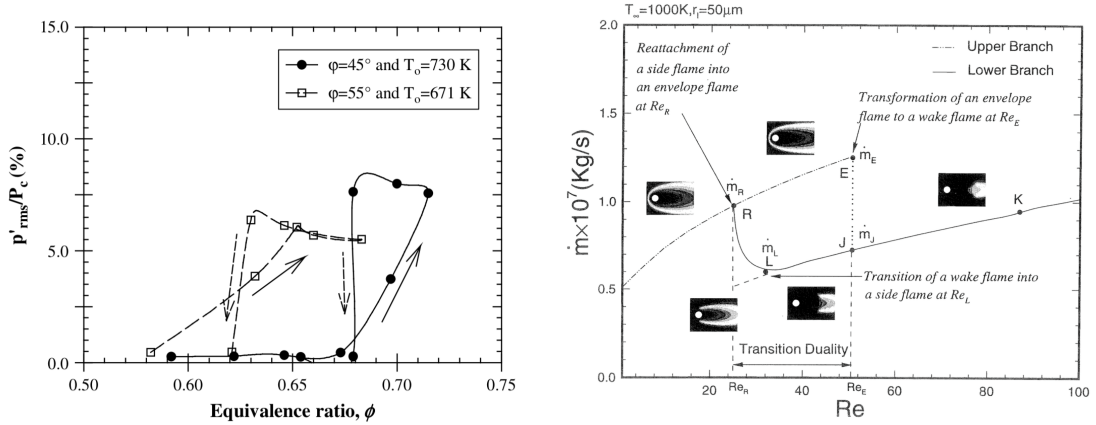 15.0
10.0
5.0
0.0
p'rms/Pc (%)
φ=45° and To=730 K
φ=55° and To=671 K
0.50
0.60
0.65
0.70
0.75
Equivalence ratio, ϕ
T∞=1000K,rI=50μm
2.0
1.5
1.0
0.5
0.0
ṁ×10⁷(Kg/s)
Reattachment of
a side flame into
an envelope flame
at ReR
Upper Branch
Lower Branch
Transformation of an envelope
flame to a wake flame at ReE
ṁE
E
ṁR
R
K
J
ṁJ
ṁL
L
Transition of a wake flame into
a side flame at ReL
Transition Duality
20
ReR
40
ReE
60
80
100
Re